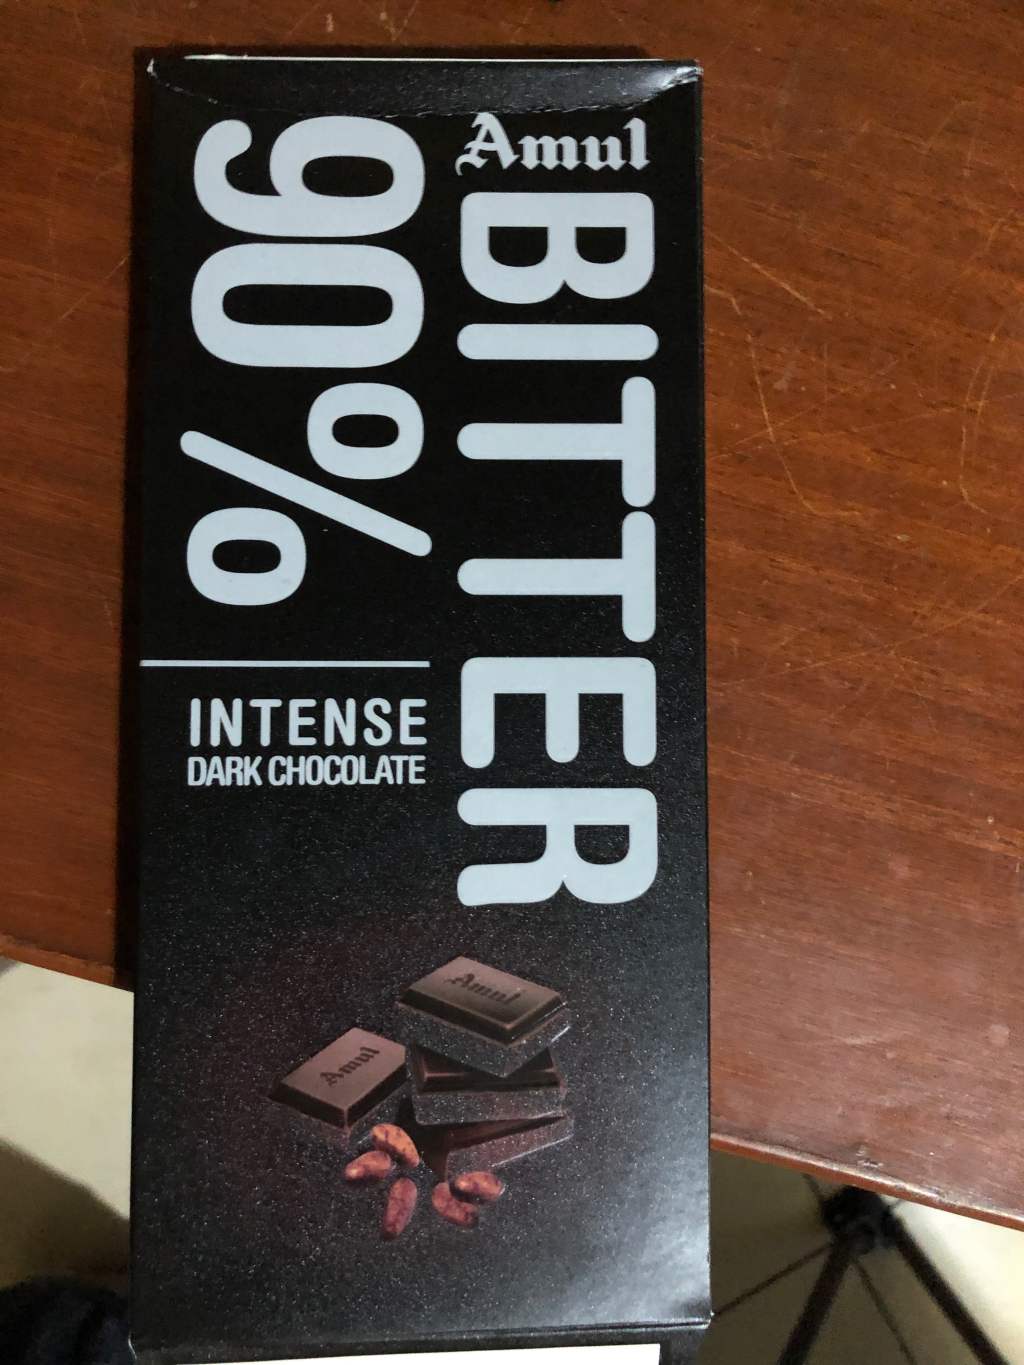 Amul
BITTER
90%
INTENSE
DARK CHOCOLATE
Amul
Amul